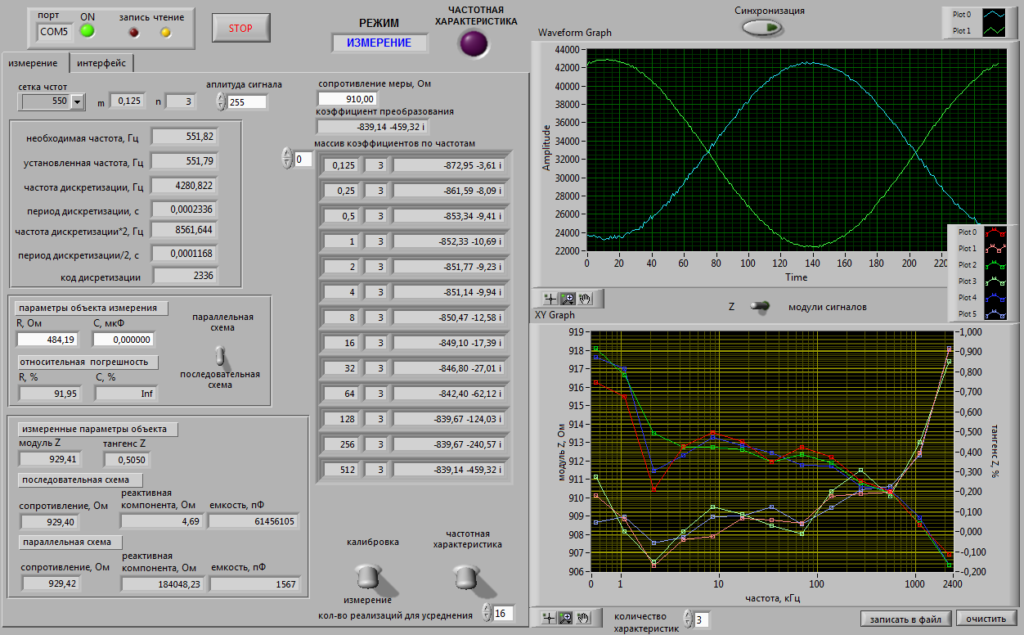 порт
COM5
ON
запись чтение
STOP
РЕЖИМ
ИЗМЕРЕНИЕ
ЧАСТОТНАЯ
ХАРАКТЕРИСТИКА
измерение
интерфейс
сетка чстот
550
m 0,125
n 3
аплитуда сигнала
255
сопротивление меры, Ом
910,00
коэффициент преобразования
-839,14 -459,32 i
массив коэффициентов по частотам
0
0,125 3 -872,95 -3,61 i
0,25 3 -861,59 -8,09 i
0,5 3 -853,34 -9,41 i
1 3 -852,33 -10,69 i
2 3 -851,77 -9,23 i
4 3 -851,14 -9,94 i
8 3 -850,47 -12,58 i
16 3 -849,10 -17,39 i
32 3 -846,80 -27,01 i
64 3 -842,40 -62,12 i
128 3 -839,67 -124,03 i
256 3 -839,67 -240,57 i
512 3 -839,14 -459,32 i
необходимая частота, Гц 551,82
установленная частота, Гц 551,79
частота дискретизации, Гц 4280,822
период дискретизации, с 0,0002336
частота дискретизации*2, Гц 8561,644
период дискретизации/2, с 0,0001168
код дисретизации 2336
параметры объекта измерения
R, Ом
484,19
C, мкФ
0,000000
относительная погрешность
R, %
91,95
C, %
Inf
параллельная
схема
последовательная
схема
измеренные параметры объекта
модуль Z
929,41
тангенс Z
0,5050
последовательная схема
сопротивление, Ом
929,40
реактивная
компонента, Ом
4,69
емкость, пФ
61456105
параллельная схема
сопротивление, Ом
929,42
реактивная
компонента, Ом
184048,23
емкость, пФ
1567
калибровка
измерение
частотная
характеристика
кол-во реализаций для усреднения 16
Синхронизация
Waveform Graph
Plot 0
Plot 1
44000
42000
40000
38000
36000
34000
32000
30000
28000
26000
24000
22000
Amplitude
0 20 40 60 80 100 120 140 160 180 200 220
Time
Plot 0
Plot 1
Plot 2
Plot 3
Plot 4
Plot 5
Z
модули сигналов
XY Graph
919
918
917
916
915
914
913
912
911
910
909
908
907
906
модуль Z, Ом
-1,000
-0,900
-0,800
-0,700
-0,600
-0,500
-0,400
-0,300
-0,200
-0,100
-0,000
-0,100
-0,200
тангенс Z, %
0 1 10 100 1000 2400
частота, кГц
количество
характеристик
3
записать в файл
очистить